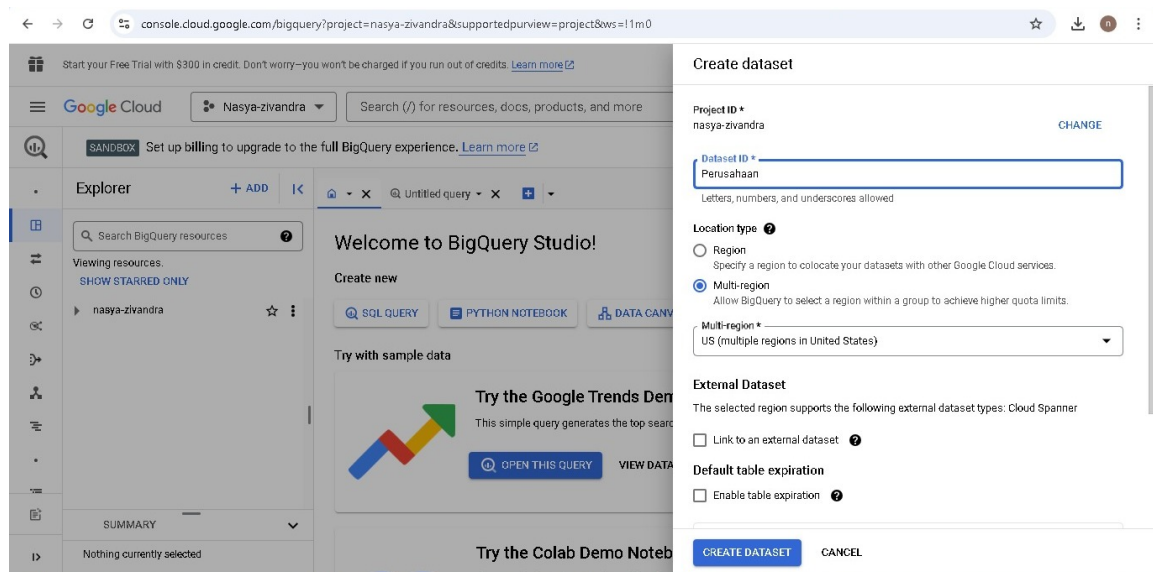 console.cloud.google.com/bigquery?project=nasya-zivandra&supportedpurview=project&ws=!1m0
n
Start your Free Trial with $300 in credit. Don't worry—you won't be charged if you run out of credits. Learn more
Google Cloud
Nasya-zivandra
Search (/) for resources, docs, products, and more
SANDBOX Set up billing to upgrade to the full BigQuery experience. Learn more
Explorer
+ ADD
Untitled query
Search BigQuery resources
Viewing resources.
SHOW STARRED ONLY
nasya-zivandra
SUMMARY
Nothing currently selected
Welcome to BigQuery Studio!
Create new
SQL QUERY
PYTHON NOTEBOOK
DATA CANV
Try with sample data
Try the Google Trends Dem
This simple query generates the top searc
OPEN THIS QUERY
VIEW DATA
Try the Colab Demo Noteb
Create dataset
Project ID *
nasya-zivandra
CHANGE
Dataset ID *
Perusahaan
Letters, numbers, and underscores allowed
Location type
Region
Specify a region to colocate your datasets with other Google Cloud services.
Multi-region
Allow BigQuery to select a region within a group to achieve higher quota limits.
Multi-region *
US (multiple regions in United States)
External Dataset
The selected region supports the following external dataset types: Cloud Spanner
Link to an external dataset
Default table expiration
Enable table expiration
CREATE DATASET
CANCEL